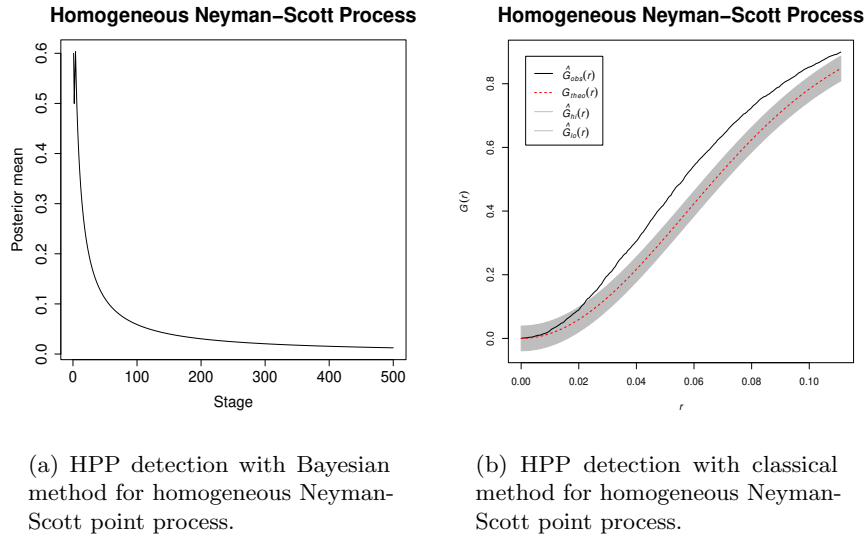 Homogeneous Neyman−Scott Process
Posterior mean
0.6
0.5
0.4
0.3
0.2
0.1
0.0
0
100
200
300
400
500
Stage
Homogeneous Neyman−Scott Process
G(r)
0.8
0.6
0.4
0.2
0.0
Ĝobs(r)
Gtheo(r)
Ĝhi(r)
Ĝlo(r)
0.00
0.02
0.04
0.06
0.08
0.10
r
(a) HPP detection with Bayesian
method for homogeneous Neyman-
Scott point process.
(b) HPP detection with classical
method for homogeneous Neyman-
Scott point process.